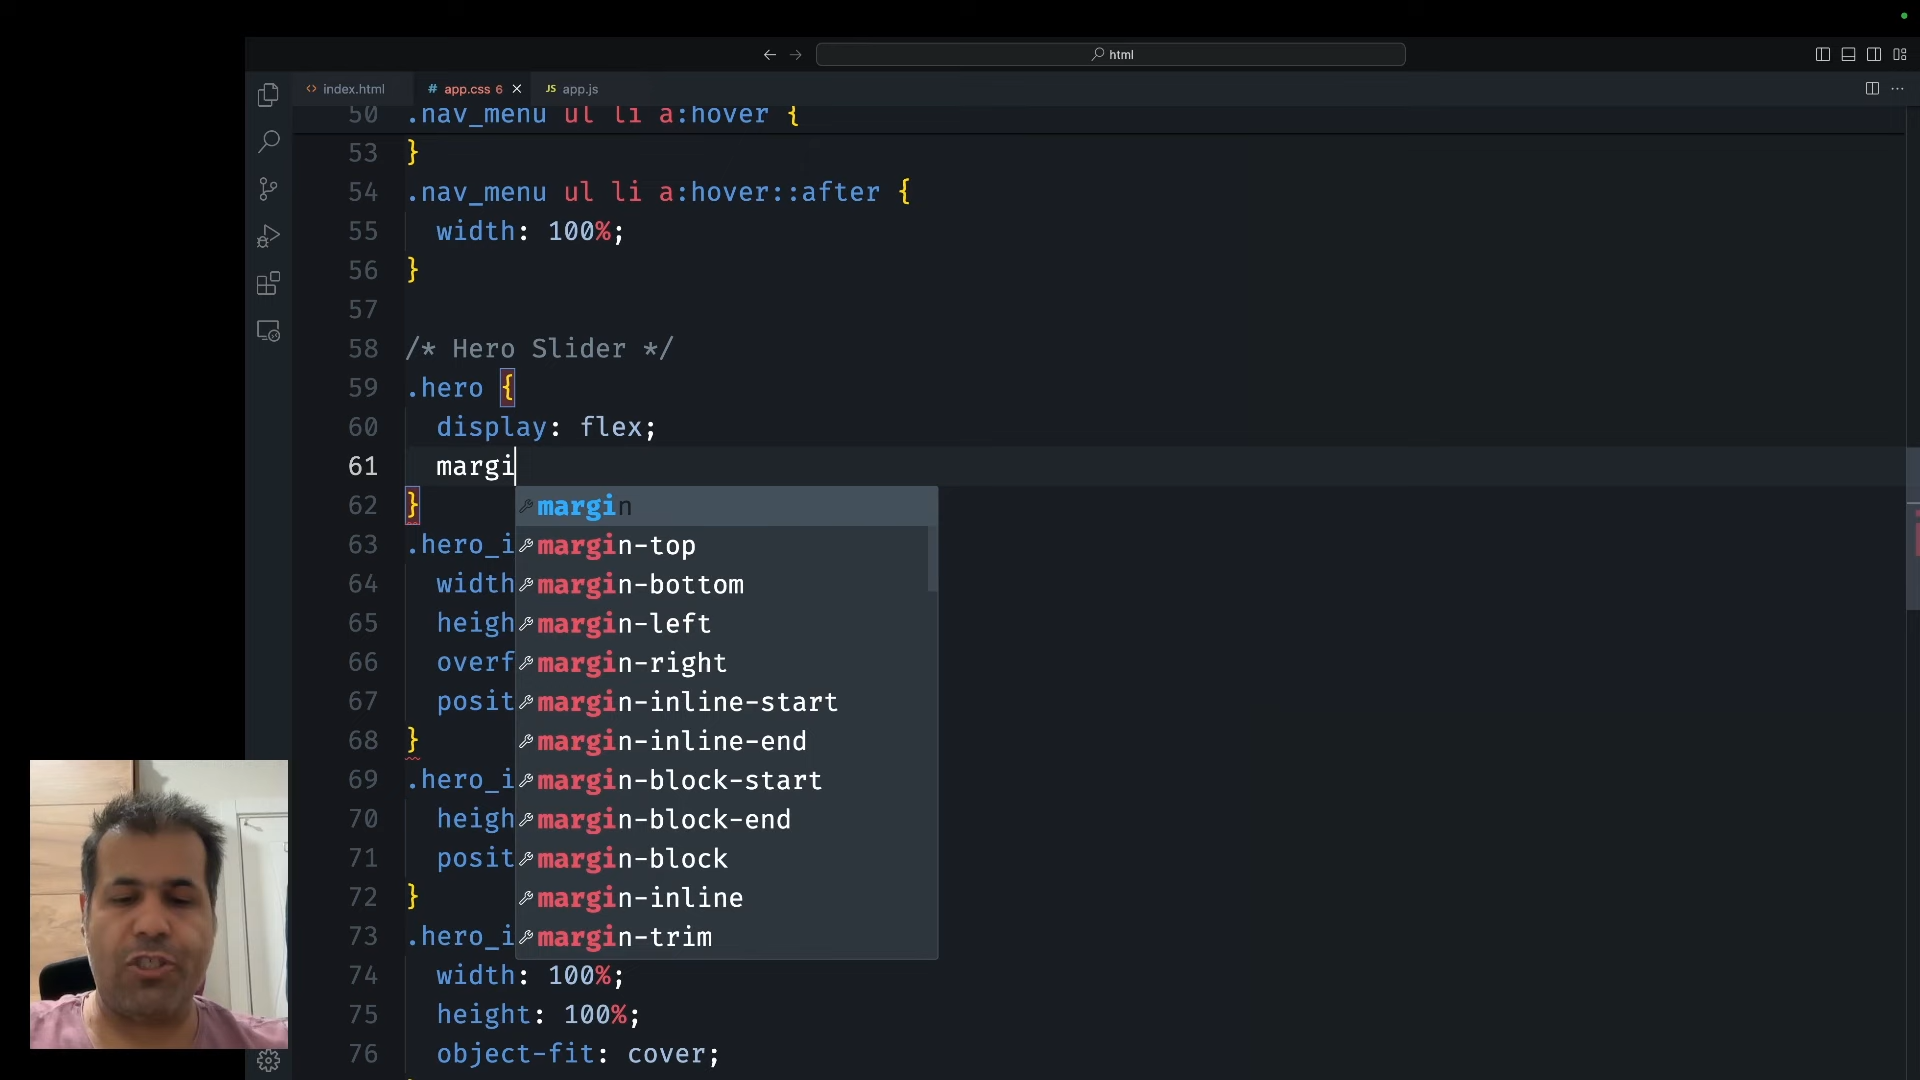 html
index.html
# app.css 6
JS app.js
50 .nav_menu ul li a:hover {
53 }
54 .nav_menu ul li a:hover::after {
55 width: 100%;
56 }
57
58 /* Hero Slider */
59 .hero {
60 display: flex;
61 margi
62 }
margin
63 .hero_i
margin-top
64 width
margin-bottom
65 heigh
margin-left
66 overf
margin-right
67 posit
margin-inline-start
68 }
margin-inline-end
69 .hero_i
margin-block-start
70 heigh
margin-block-end
71 posit
margin-block
72 }
margin-inline
73 .hero_i
margin-trim
74 width: 100%;
75 height: 100%;
76 object-fit: cover;